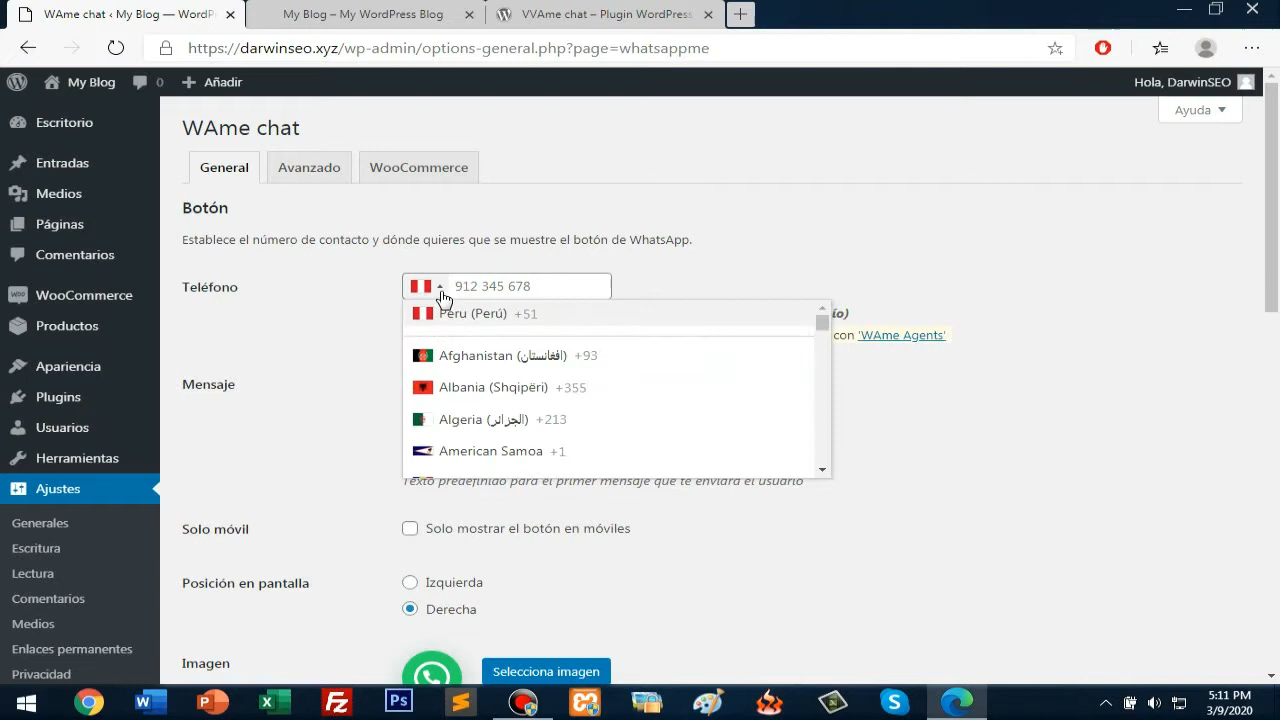 WAme chat ‹ My Blog — WordPress
My Blog – My WordPress Blog
WAme chat – Plugin WordPress
https://darwinseo.xyz/wp-admin/options-general.php?page=whatsappme
My Blog
0
Añadir
Hola, DarwinSEO
Escritorio
Entradas
Medios
Páginas
Comentarios
WooCommerce
Productos
Apariencia
Plugins
Usuarios
Herramientas
Ajustes
Generales
Escritura
Lectura
Comentarios
Medios
Enlaces permanentes
Privacidad
WAme chat
Ayuda
General
Avanzado
WooCommerce
Botón
Establece el número de contacto y dónde quieres que se muestre el botón de WhatsApp.
Teléfono
912 345 678
Peru (Perú) +51
Afghanistan (‫افغانستان‬‎) +93
Albania (Shqipëri) +355
Algeria (‫الجزائر‬‎) +213
American Samoa +1
ío)
con 'WAme Agents'
Mensaje
Texto predefinido para el primer mensaje que te enviará el usuario
Solo móvil
Solo mostrar el botón en móviles
Posición en pantalla
Izquierda
Derecha
Imagen
Selecciona imagen
5:11 PM
3/9/2020